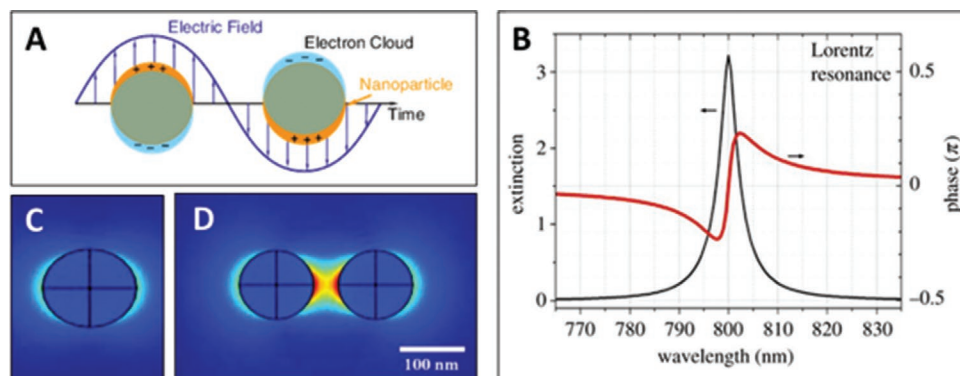 A
Electric Field
Electron Cloud
– – –
+ + +
Nanoparticle
Time
+ + +
– – –
B
Lorentz
resonance
3
2
1
0
extinction
0.5
0
−0.5
phase (π)
770 780 790 800 810 820 830
wavelength (nm)
C
D
100 nm